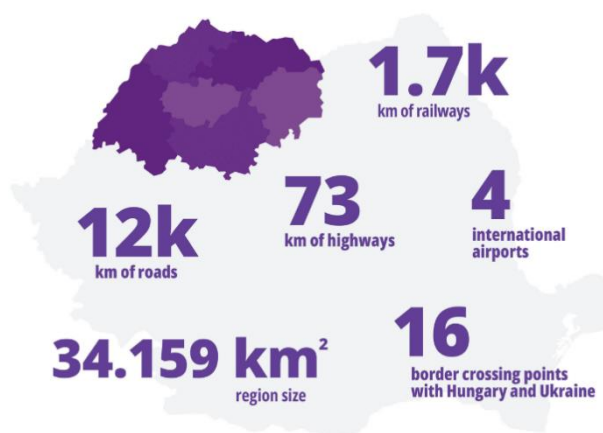 1.7k
km of railways
73
km of highways
4
international
airports
12k
km of roads
34.159 km²
region size
16
border crossing points
with Hungary and Ukraine